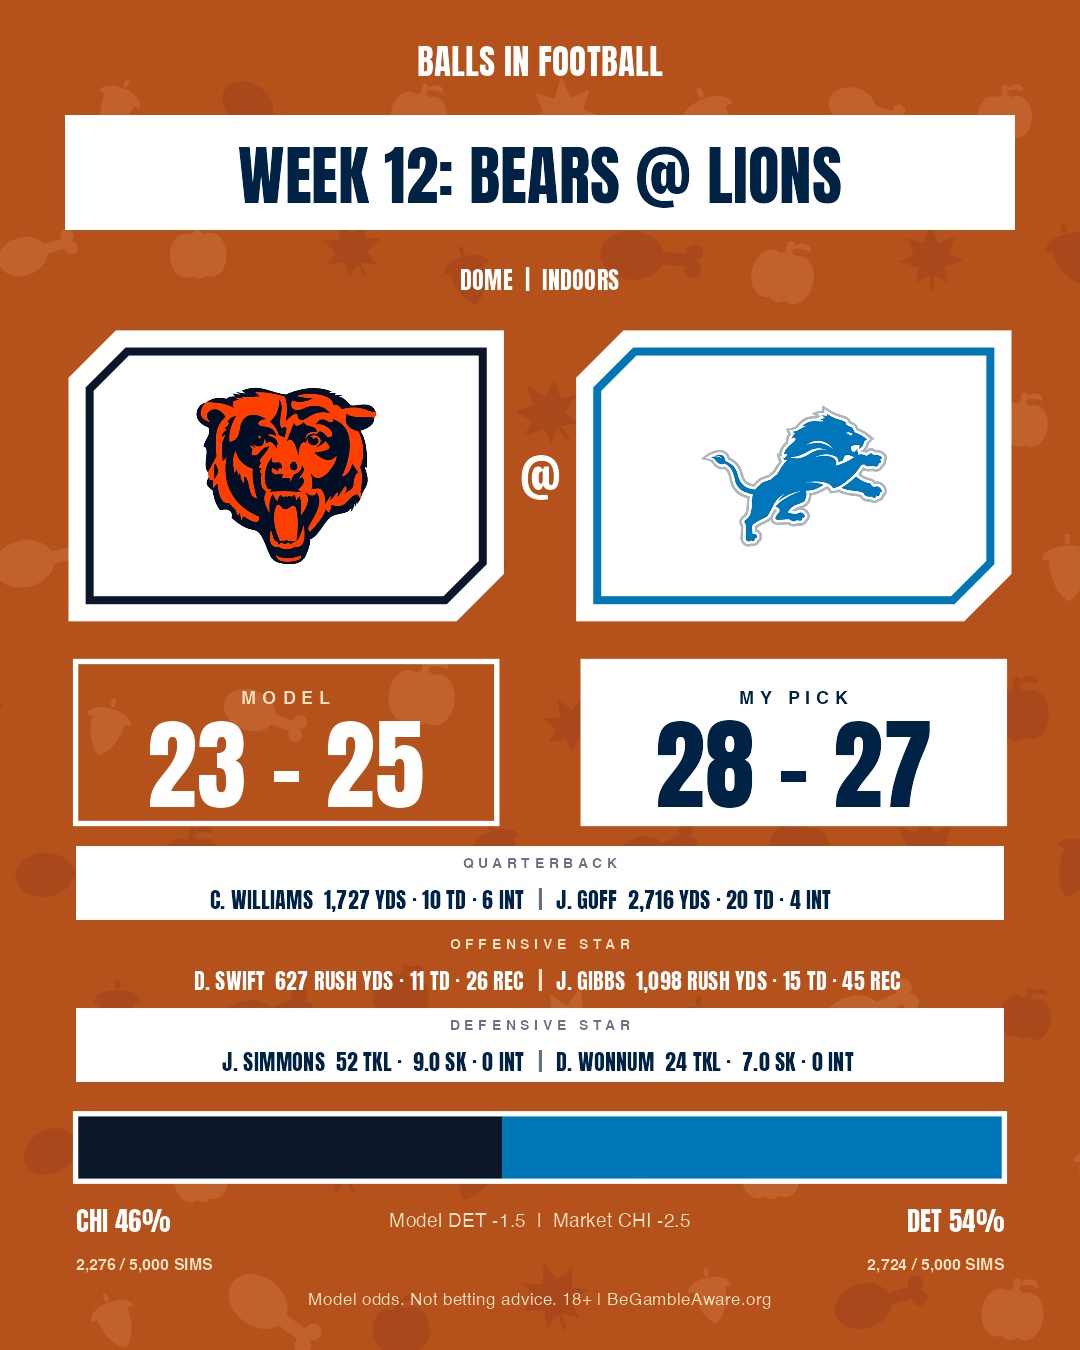 BALLS IN FOOTBALL
WEEK 12: BEARS @ LIONS
DOME | INDOORS
@
MODEL
23 - 25
MY PICK
28 - 27
QUARTERBACK
C. WILLIAMS 1,727 YDS · 10 TD · 6 INT | J. GOFF 2,716 YDS · 20 TD · 4 INT
OFFENSIVE STAR
D. SWIFT 627 RUSH YDS · 11 TD · 26 REC | J. GIBBS 1,098 RUSH YDS · 15 TD · 45 REC
DEFENSIVE STAR
J. SIMMONS 52 TKL · 9.0 SK · 0 INT | D. WONNUM 24 TKL · 7.0 SK · 0 INT
CHI 46%
Model DET -1.5 | Market CHI -2.5
DET 54%
2,276 / 5,000 SIMS
2,724 / 5,000 SIMS
Model odds. Not betting advice. 18+ | BeGambleAware.org